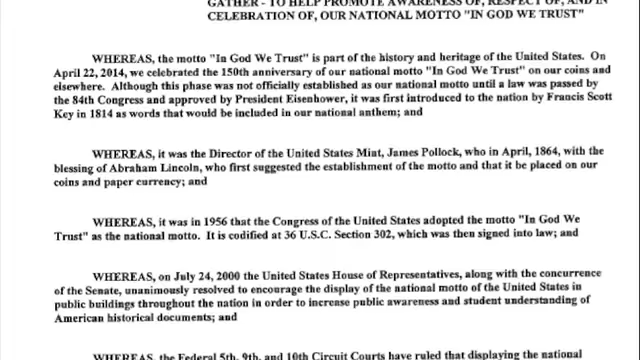 GATHER - TO HELP PROMOTE AWARENESS OF, RESPECT OF, AND IN
CELEBRATION OF, OUR NATIONAL MOTTO "IN GOD WE TRUST"
WHEREAS, the motto "In God We Trust" is part of the history and heritage of the United States. On
April 22, 2014, we celebrated the 150th anniversary of our national motto "In God We Trust" on our coins and
elsewhere. Although this phase was not officially established as our national motto until a law was passed by
the 84th Congress and approved by President Eisenhower, it was first introduced to the nation by Francis Scott
Key in 1814 as words that would be included in our national anthem; and
WHEREAS, it was the Director of the United States Mint, James Pollock, who in April, 1864, with the
blessing of Abraham Lincoln, who first suggested the establishment of the motto and that it be placed on our
coins and paper currency; and
WHEREAS, it was in 1956 that the Congress of the United States adopted the motto "In God We
Trust" as the national motto. It is codified at 36 U.S.C. Section 302, which was then signed into law; and
WHEREAS, on July 24, 2000 the United States House of Representatives, along with the concurrence
of the Senate, unanimously resolved to encourage the display of the national motto of the United States in
public buildings throughout the nation in order to increase public awareness and student understanding of
American historical documents; and
WHEREAS, the Federal 5th, 9th, and 10th Circuit Courts have ruled that displaying the national